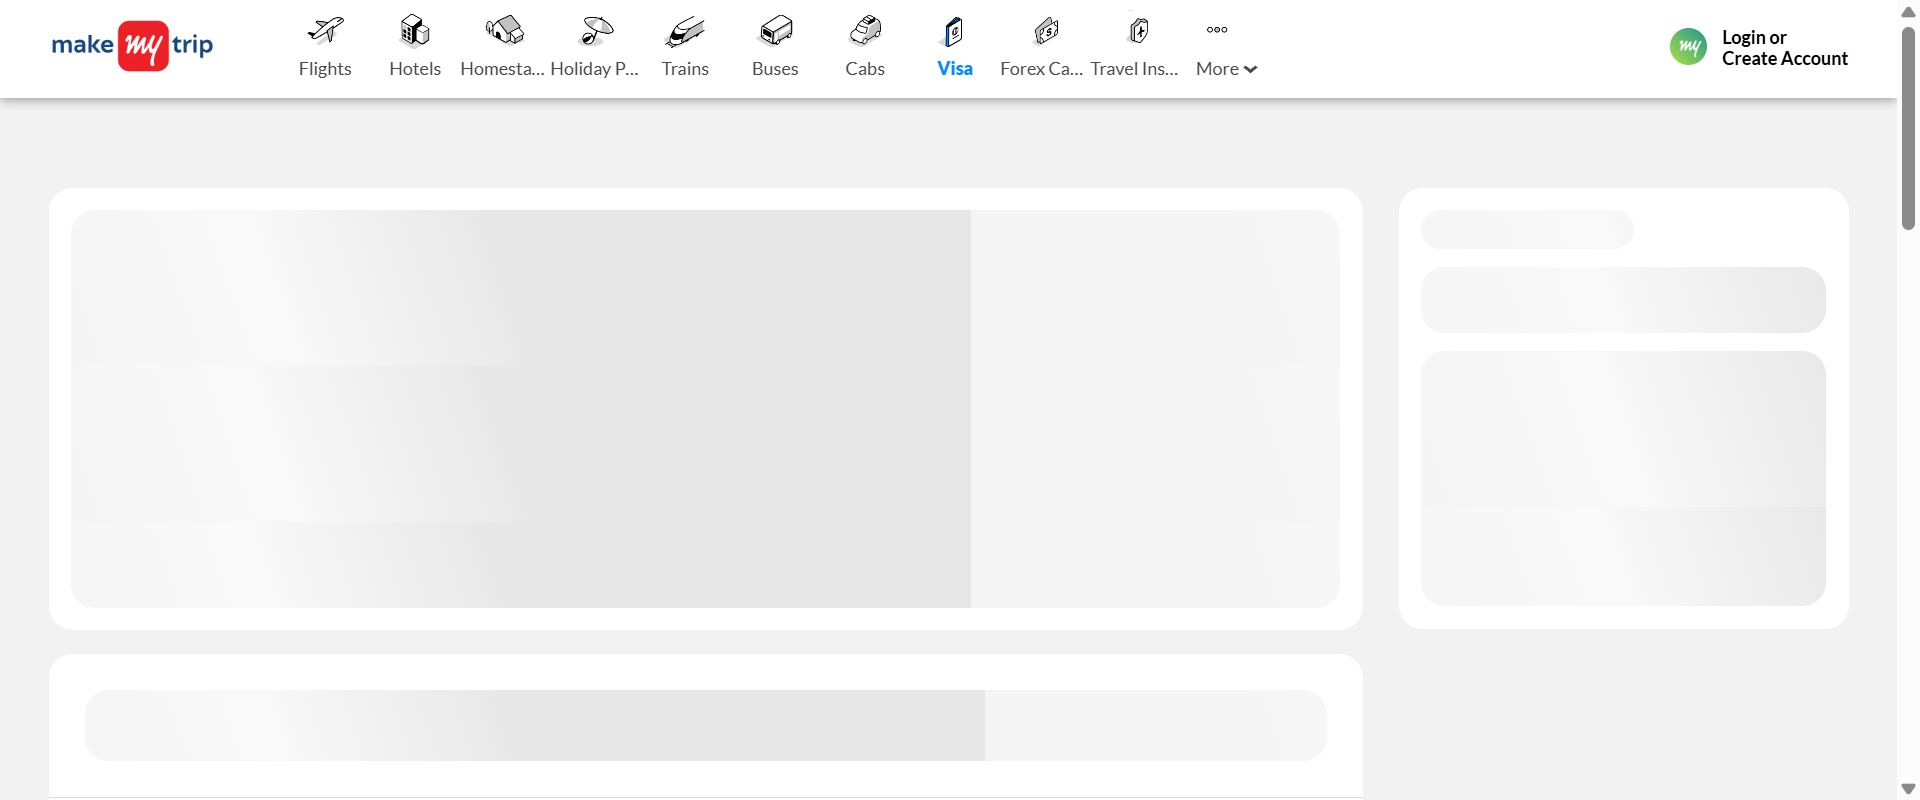 make my trip
Flights
Hotels
Homesta...
Holiday P...
Trains
Buses
Cabs
Visa
Forex Ca...
Travel Ins...
More
my
Login or
Create Account